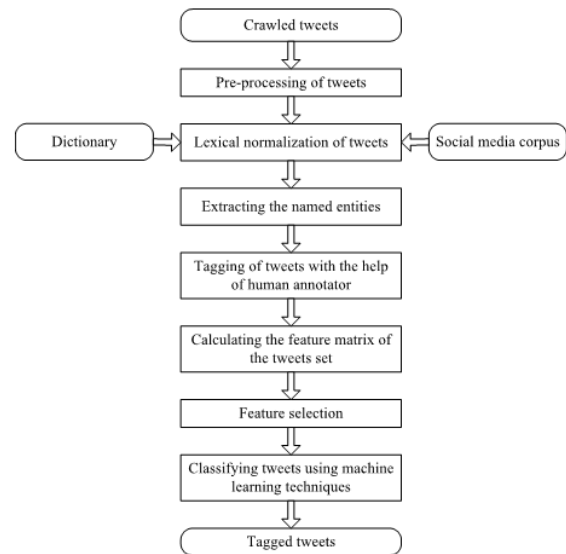 Crawled tweets
Pre-processing of tweets
Dictionary
Lexical normalization of tweets
Social media corpus
Extracting the named entities
Tagging of tweets with the help
of human annotator
Calculating the feature matrix of
the tweets set
Feature selection
Classifying tweets using machine
learning techniques
Tagged tweets